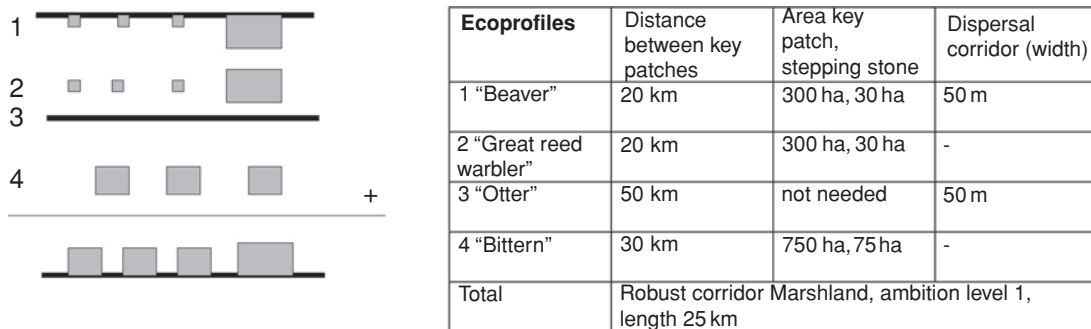 1
2
3
4
+
Ecoprofiles
Distance
between key
patches
Area key
patch,
stepping stone
Dispersal
corridor (width)
1 “Beaver”
20 km
300 ha, 30 ha
50 m
2 “Great reed
warbler”
20 km
300 ha, 30 ha
-
3 “Otter”
50 km
not needed
50 m
4 “Bittern”
30 km
750 ha, 75 ha
-
Total
Robust corridor Marshland, ambition level 1,
length 25 km